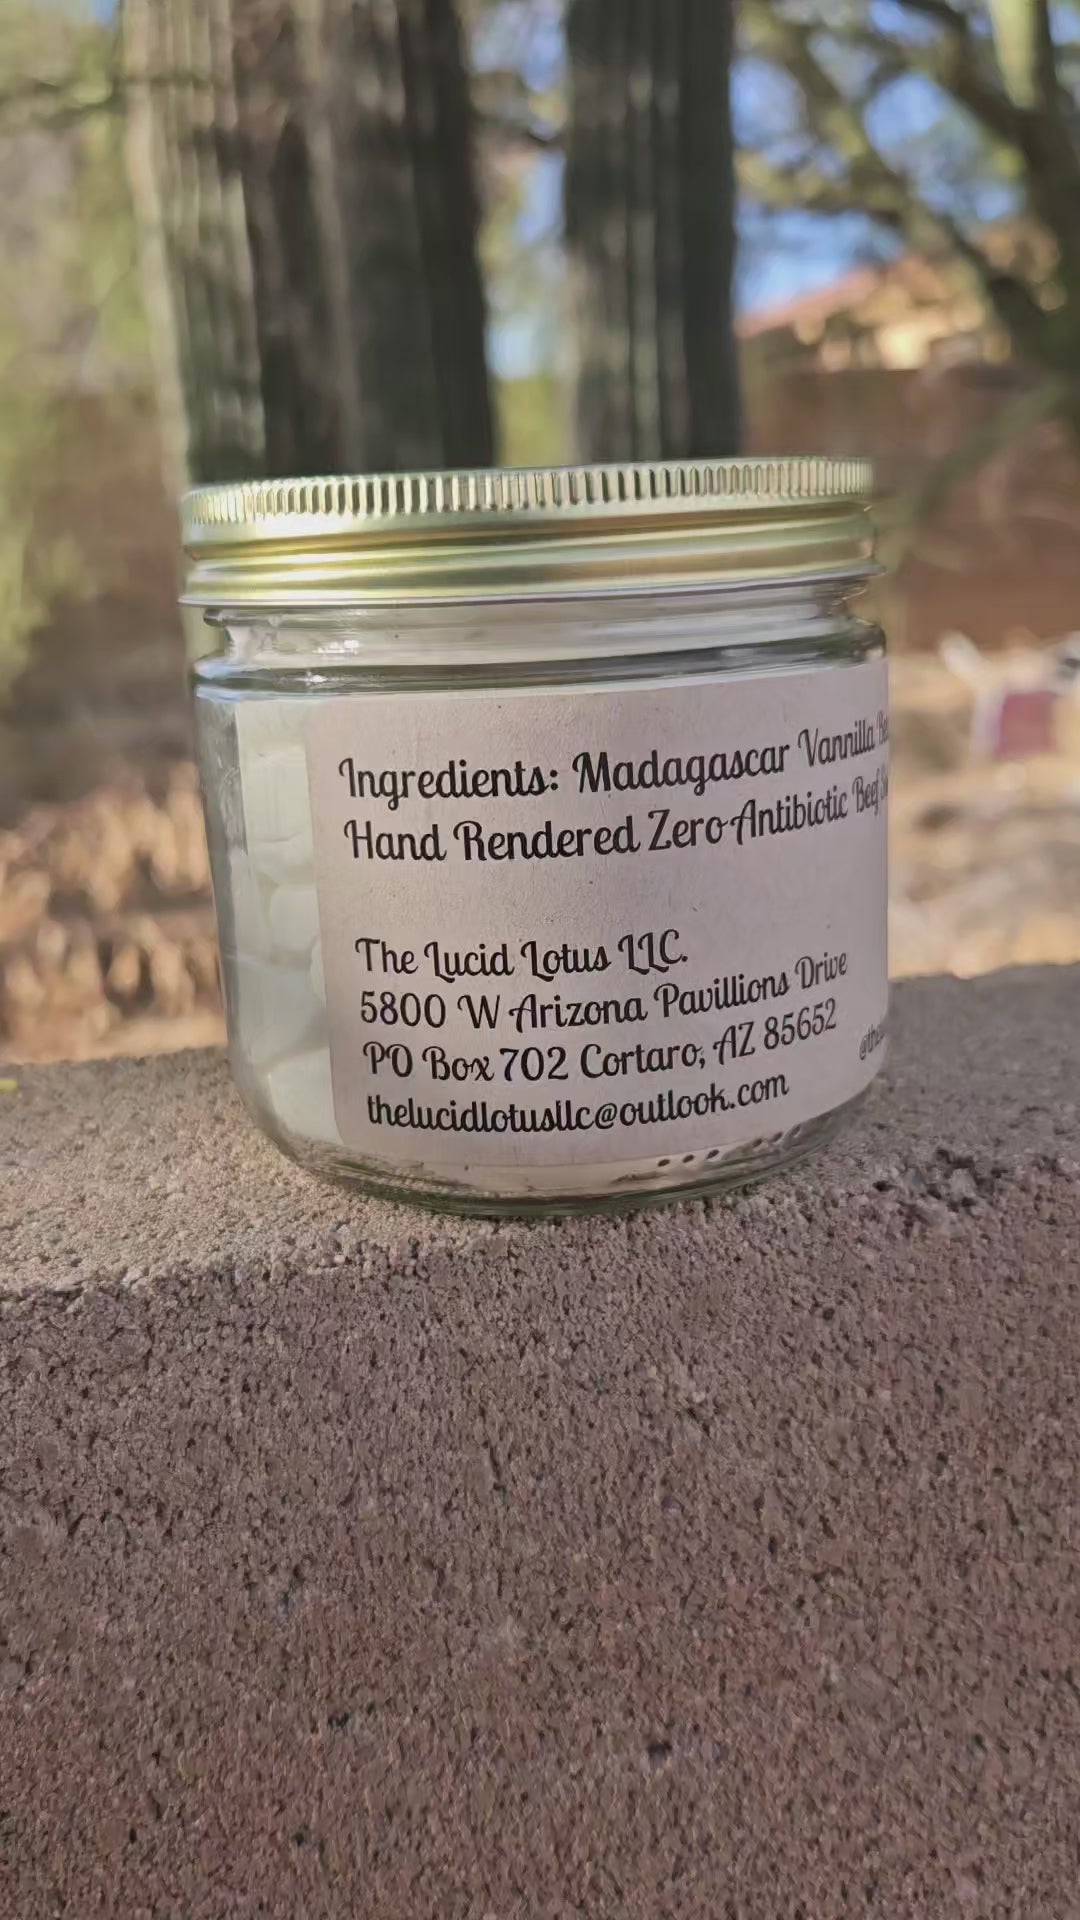 Ingredients: Madagascar Vannilla
Hand Rendered Zero-Antibiotic Beef
The Lucid Lotus LLC.
5800 W Arizona Pavillions Drive
PO Box 702 Cortaro, AZ 85652
thelucidlotusllc@outlook.com